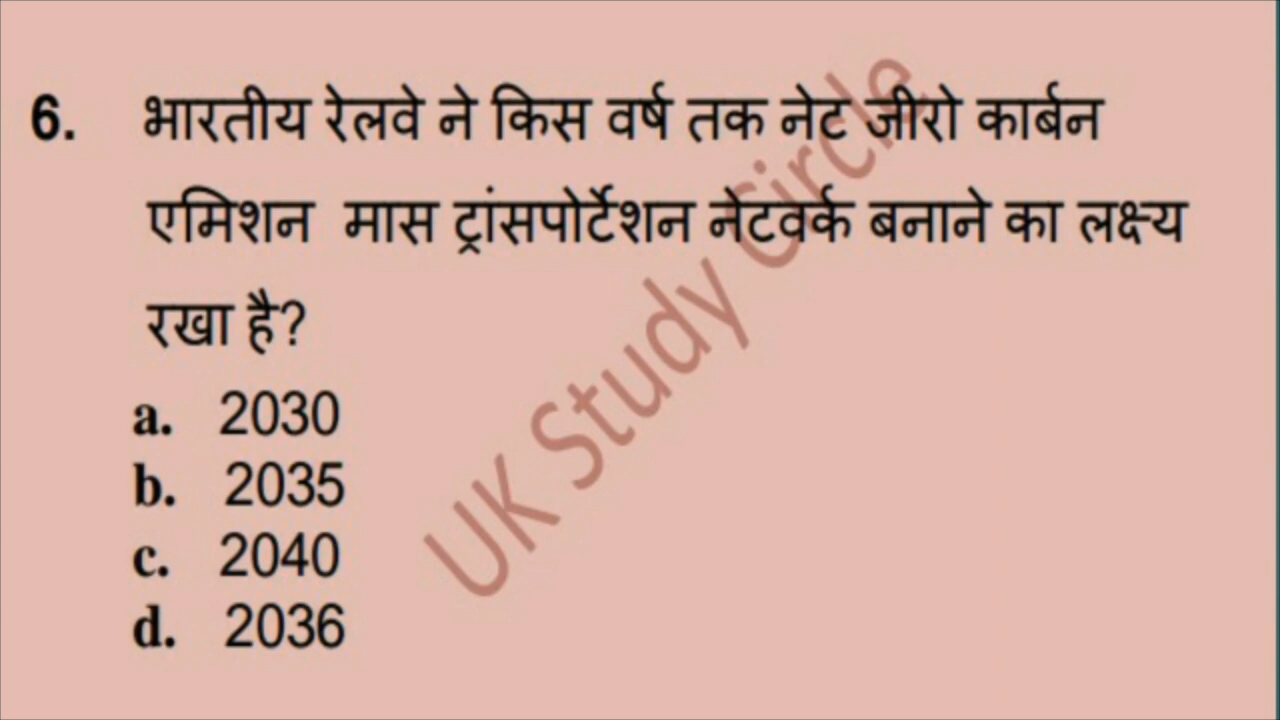 6. भारतीय रेलवे ने किस वर्ष तक नेट जीरो कार्बन
एमिशन मास ट्रांसपोर्टेशन नेटवर्क बनाने का लक्ष्य
रखा है?
a. 2030
b. 2035
c. 2040
d. 2036
UK Study Circle